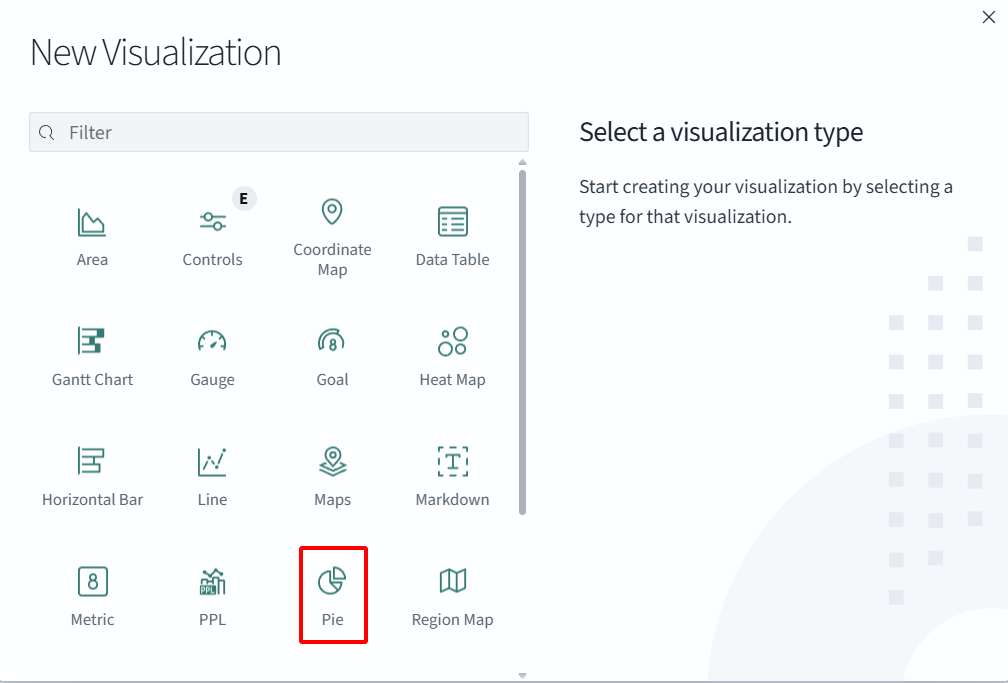 New Visualization
Filter
Select a visualization type
Start creating your visualization by selecting a
type for that visualization.
E
Area
Controls
Coordinate
Map
Data Table
Gantt Chart
8
Gauge
Goal
Heat Map
Horizontal Bar
Line
Maps
T
Markdown
8
Metric
PPL
PPL
Pie
Region Map